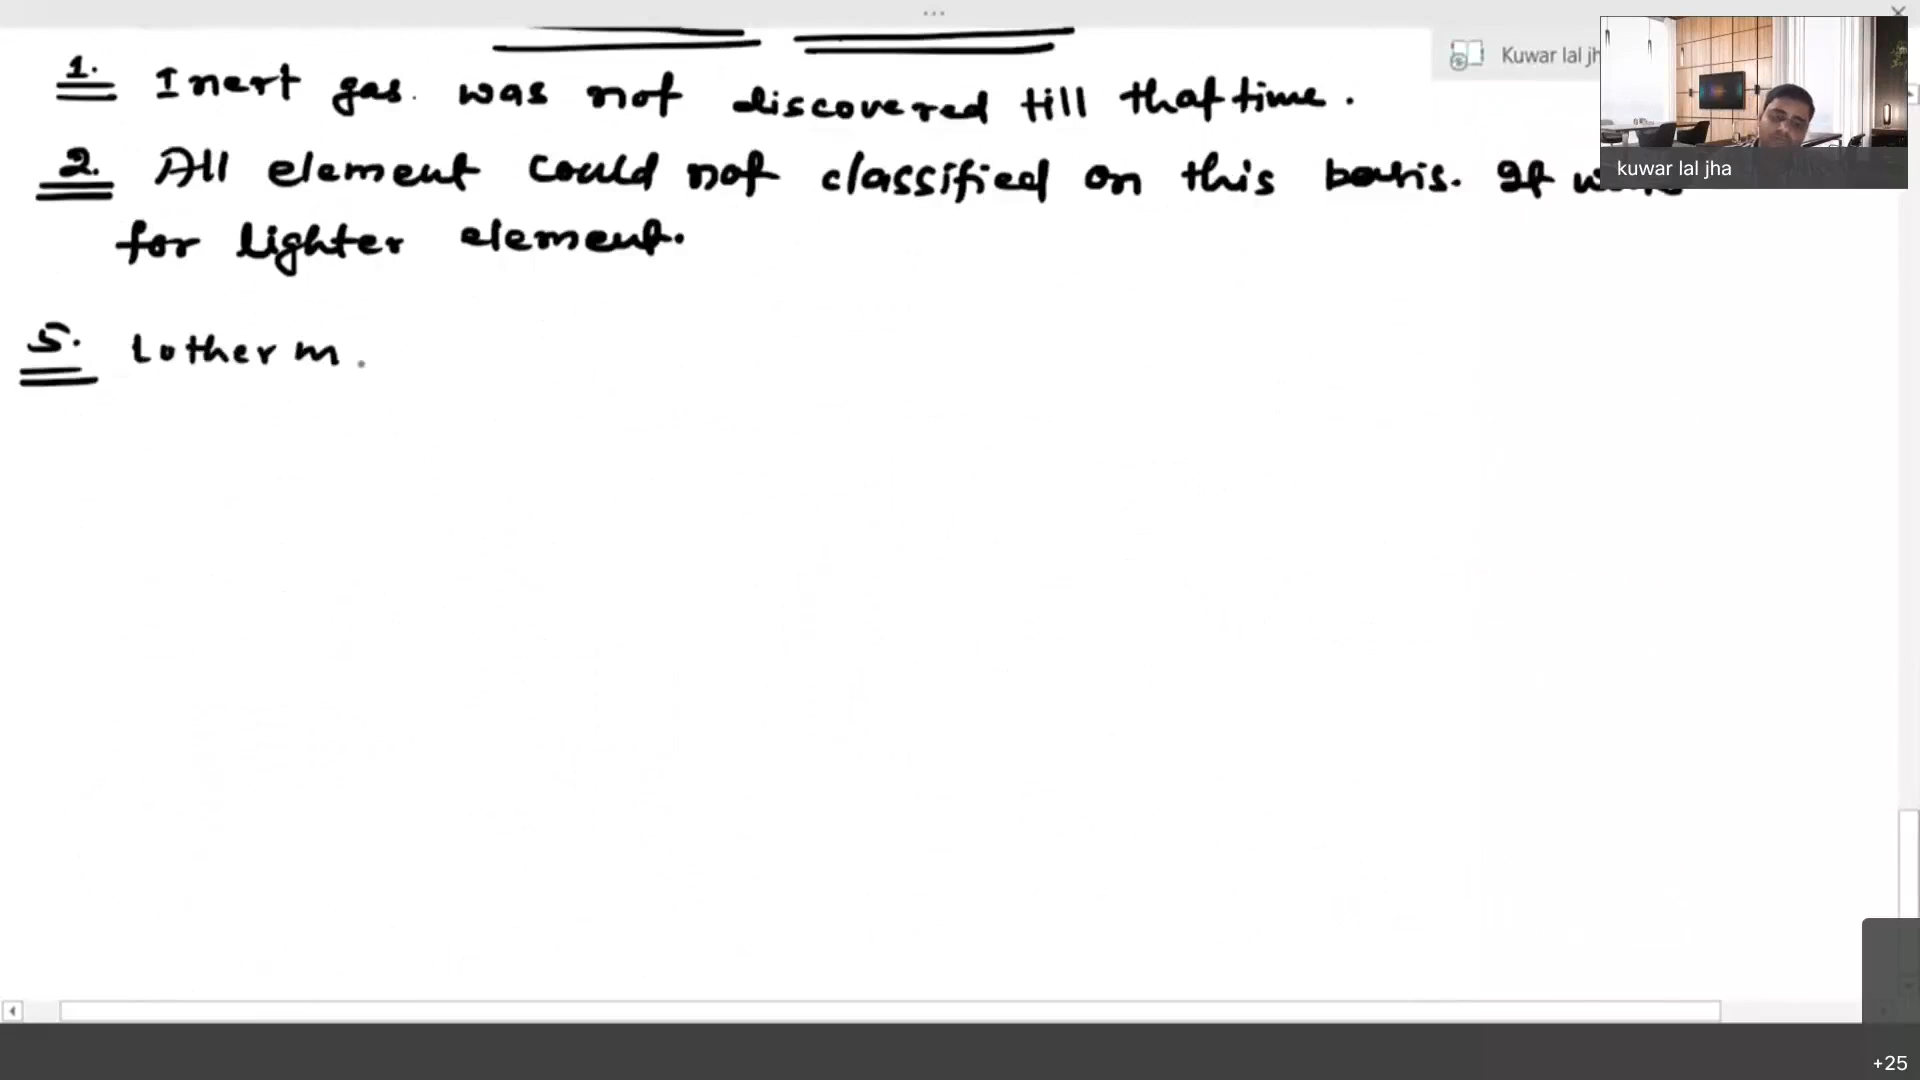 1. Inert gas. was not discovered till that time.
Kuwar lal jh
2. All element could not classified on this basis. It
kuwar lal jha
for lighter element.
5. Lother m.
+25